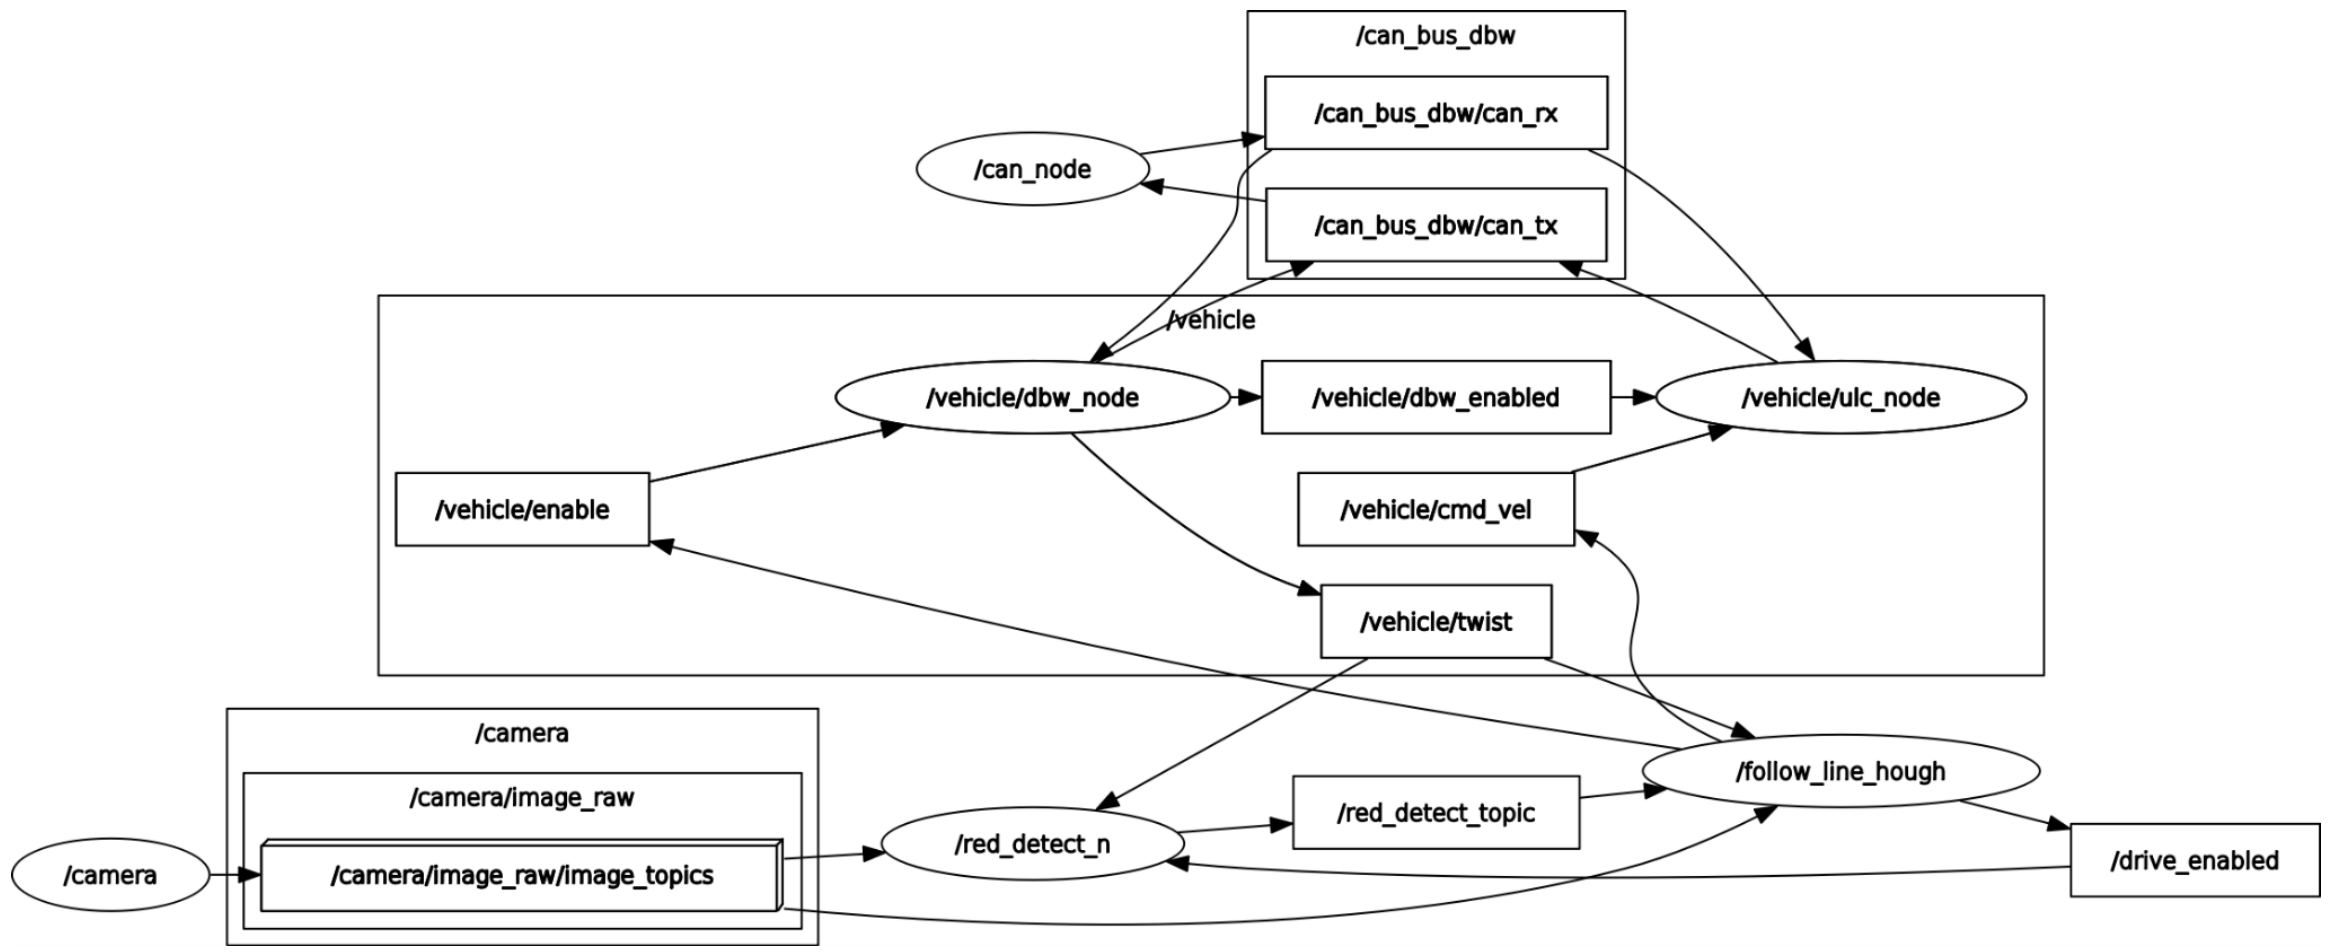 /can_bus_dbw
/can_bus_dbw/can_rx
/can_node
/can_bus_dbw/can_tx
/vehicle
/vehicle/dbw_node
/vehicle/dbw_enabled
/vehicle/ulc_node
/vehicle/enable
/vehicle/cmd_vel
/vehicle/twist
/camera
/camera/image_raw
/camera/image_raw/image_topics
/camera
/red_detect_n
/red_detect_topic
/follow_line_hough
/drive_enabled